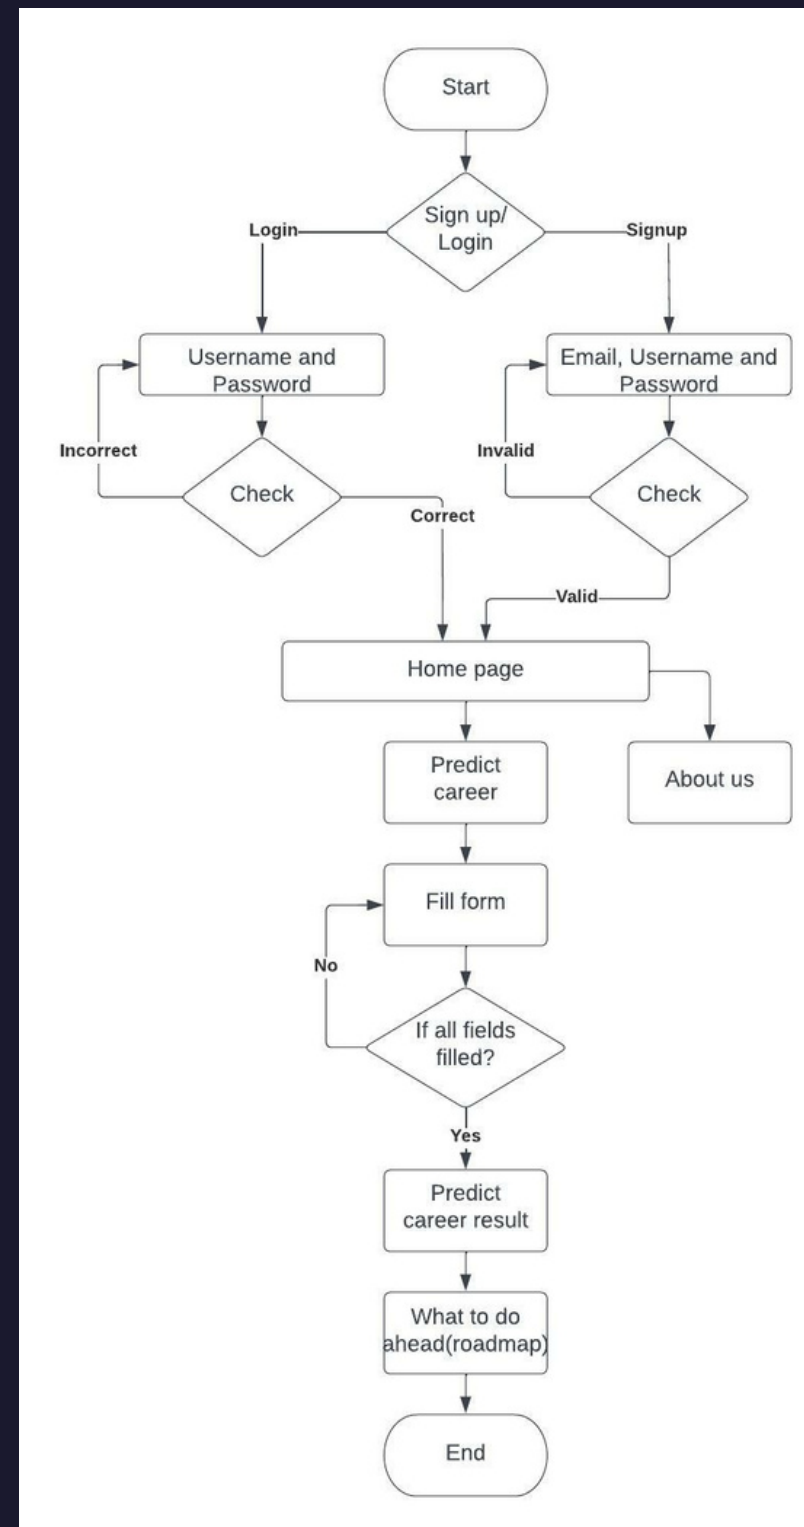 Start
Sign up/
Login
Login
Signup
Username and
Password
Email, Username and
Password
Incorrect
Invalid
Check
Check
Correct
Valid
Home page
Predict
career
About us
Fill form
No
If all fields
filled?
Yes
Predict
career result
What to do
ahead(roadmap)
End